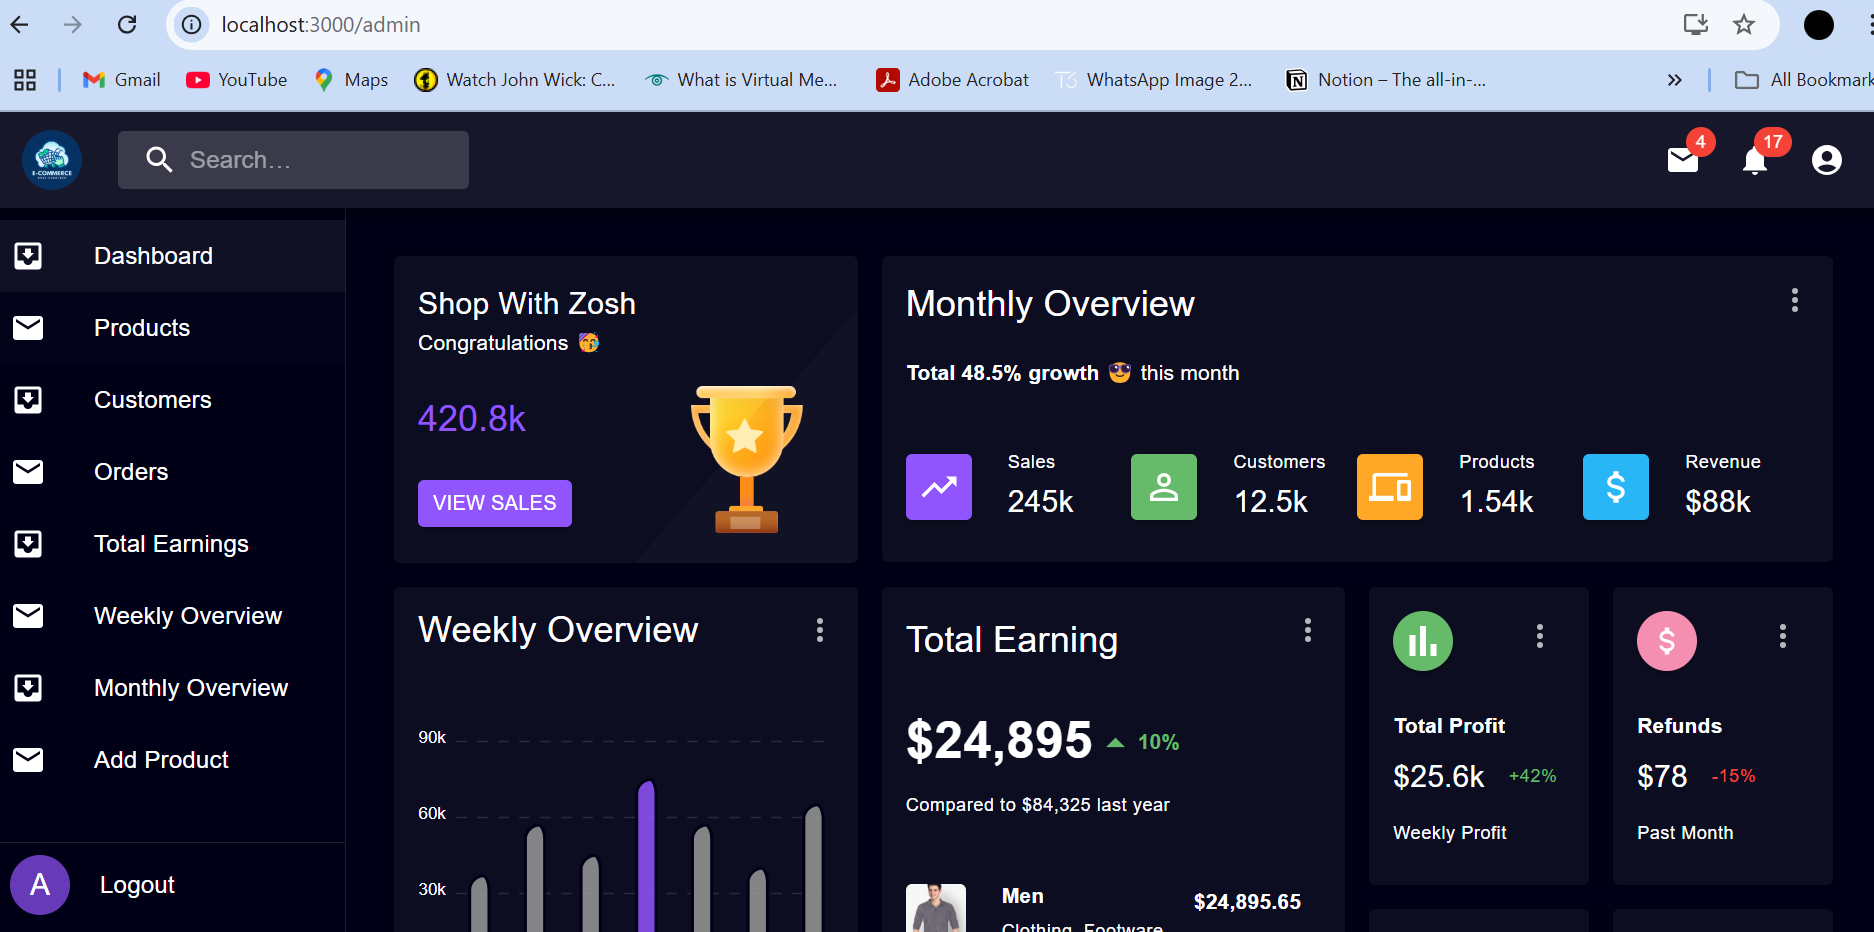 localhost:3000/admin
Gmail
YouTube
Maps
Watch John Wick: C...
What is Virtual Me...
Adobe Acrobat
WhatsApp Image 2...
Notion – The all-in-...
All Bookmark
E-COMMERCE
Search…
4
17
Dashboard
Products
Customers
Orders
Total Earnings
Weekly Overview
Monthly Overview
Add Product
A
Logout
Shop With Zosh
Congratulations 🥳
420.8k
VIEW SALES
Monthly Overview
Total 48.5% growth 😎 this month
Sales
245k
Customers
12.5k
Products
1.54k
Revenue
$88k
Weekly Overview
90k
60k
30k
Total Earning
$24,895 10%
Compared to $84,325 last year
Men
$24,895.65
Clothing, Footware
Total Profit
$25.6k +42%
Weekly Profit
Refunds
$78 -15%
Past Month